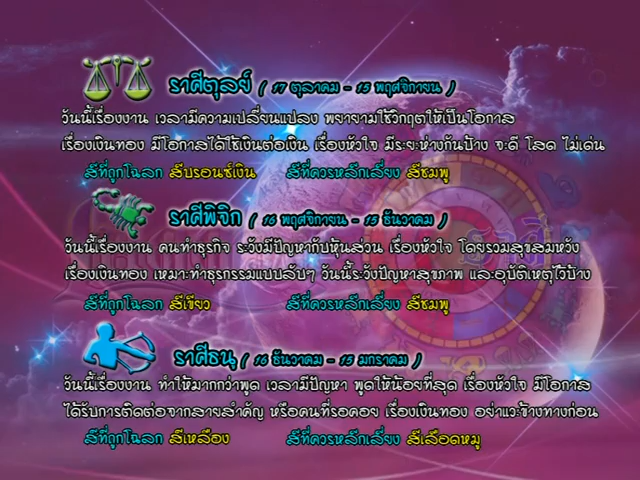 ราศีตุลย์ ( 17 ตุลาคม - 15 พฤศจิกายน )
วันนี้เรื่องงาน เวลามีความเปลี่ยนแปลง พยายามใช้วิกฤตให้เป็นโอกาส
เรื่องเงินทอง มีโอกาสได้ใช้เงินต่อเงิน เรื่องหัวใจ มีระยะห่างกันบ้าง จะดี โสด ไม่เด่น
สีที่ถูกโฉลก สีบรอนซ์เงิน สีที่ควรหลีกเลี่ยง สีชมพู
ราศีพิจิก ( 16 พฤศจิกายน - 15 ธันวาคม )
วันนี้เรื่องงาน คนทำธุรกิจ ระวังมีปัญหากับหุ้นส่วน เรื่องหัวใจ โดยรวมสุขสมหวัง
เรื่องเงินทอง เหมาะทำธุรกรรมแบบลับๆ วันนี้ระวังปัญหาสุขภาพ และอุบัติเหตุไว้บ้าง
สีที่ถูกโฉลก สีเขียว สีที่ควรหลีกเลี่ยง สีชมพู
ราศีธนู ( 16 ธันวาคม - 15 มกราคม )
วันนี้เรื่องงาน ทำให้มากกว่าพูด เวลามีปัญหา พูดให้น้อยที่สุด เรื่องหัวใจ มีโอกาส
ได้รับการติดต่อจากสายสำคัญ หรือคนที่รอคอย เรื่องเงินทอง อย่าแวะข้างทางก่อน
สีที่ถูกโฉลก สีเหลือง สีที่ควรหลีกเลี่ยง สีเลือดหมู